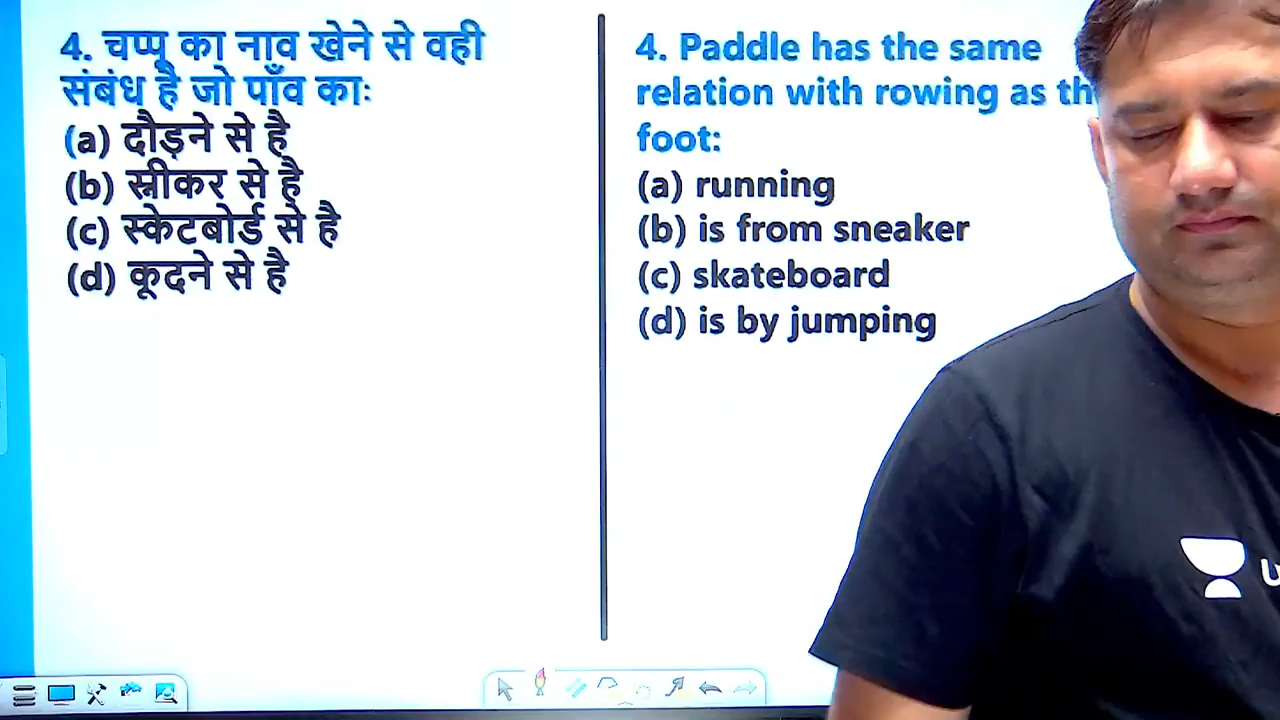 4. चप्पू का नाव खेने से वही
संबंध है जो पाँव काः
(a) दौड़ने से है
(b) स्नीकर से है
(c) स्केटबोर्ड से है
(d) कूदने से है
4. Paddle has the same
relation with rowing as th
foot:
(a) running
(b) is from sneaker
(c) skateboard
(d) is by jumping